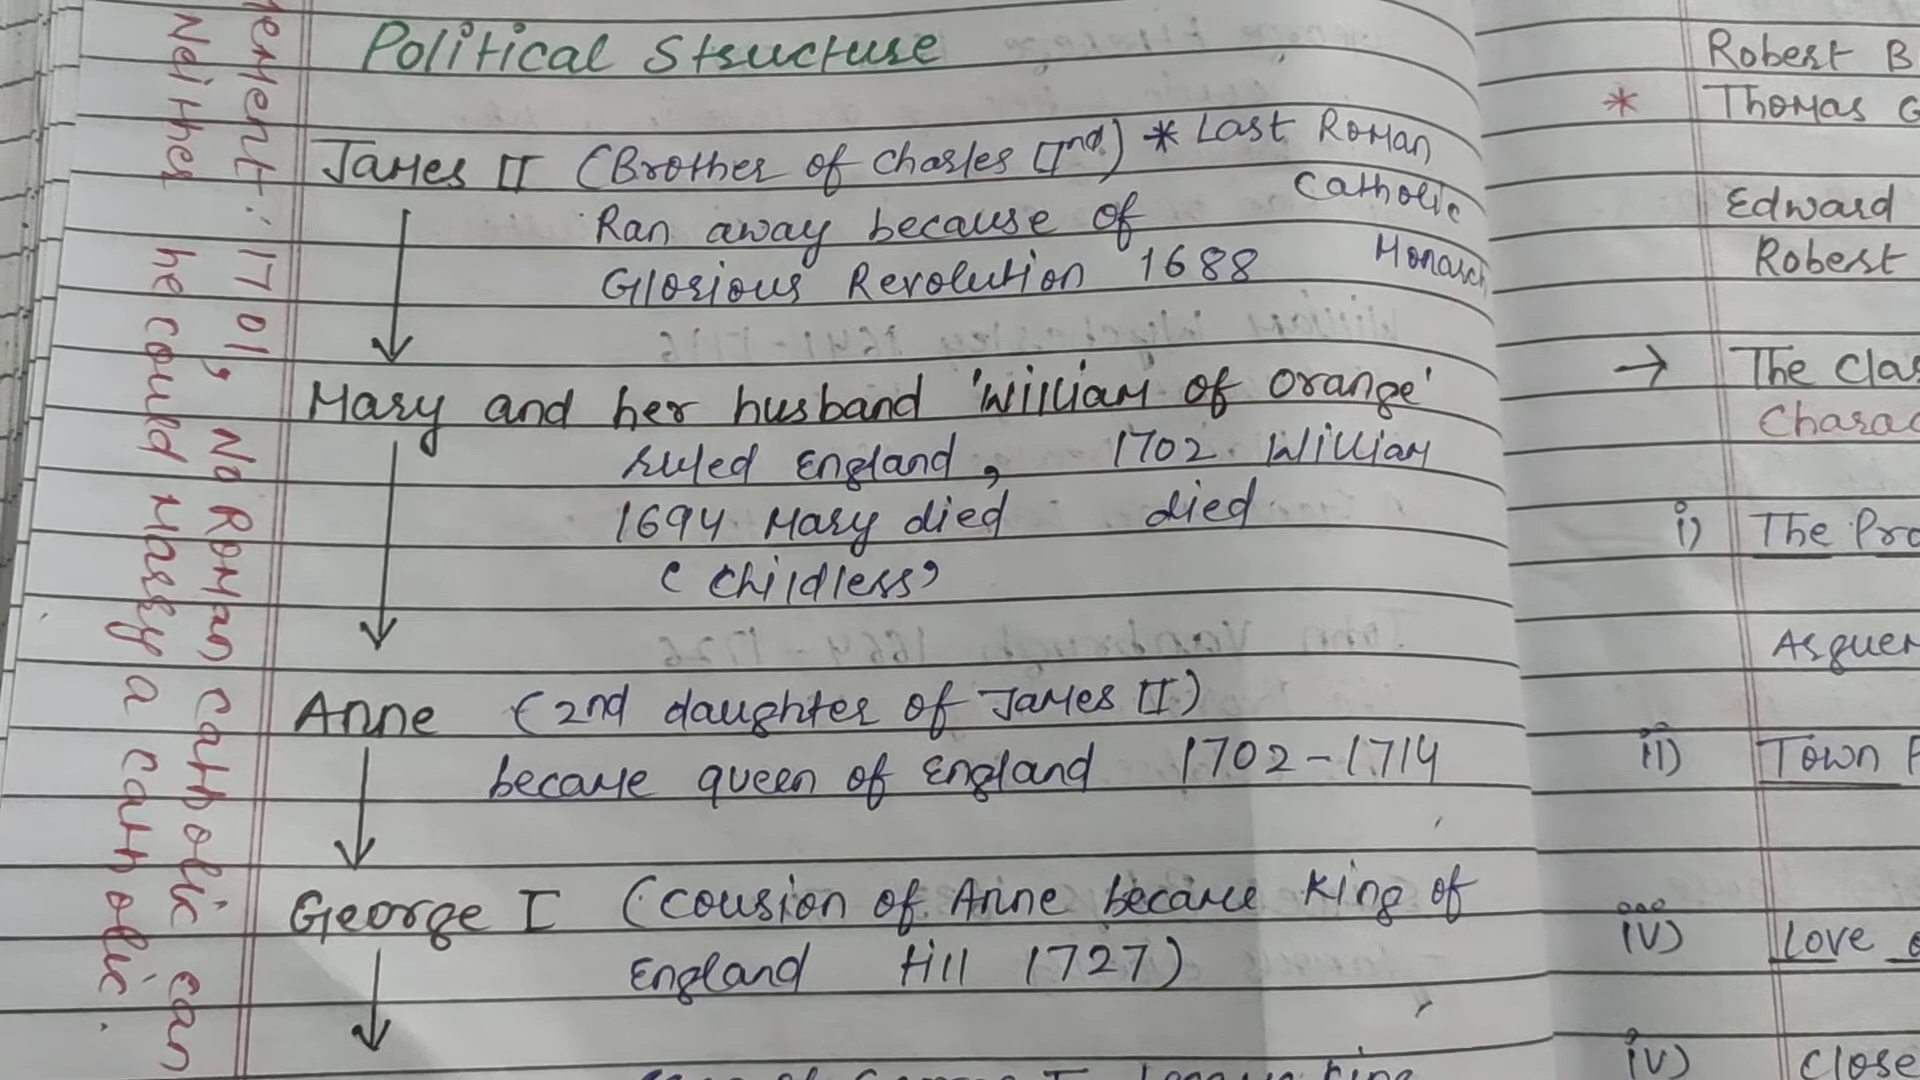 Political Structure
James II (Brother of Charles IInd) * Last Roman
Catholic
Monarch
Ran away because of
Glorious Revolution 1688
Mary and her husband 'William of Orange'
ruled England, 1702 William
1694 Mary died died
(Childless)
Anne (2nd daughter of James II)
became queen of England 1702-1714
George I (cousion of Anne became king of
England till 1727)
1701, No Roman Catholic can
Neither he could marry a catholic.
Robert B
* Thomas G
Edward
Robert
→ The Clas
Charac
i) The Pro
Asquer
ii) Town
iv) Love
iv) Close